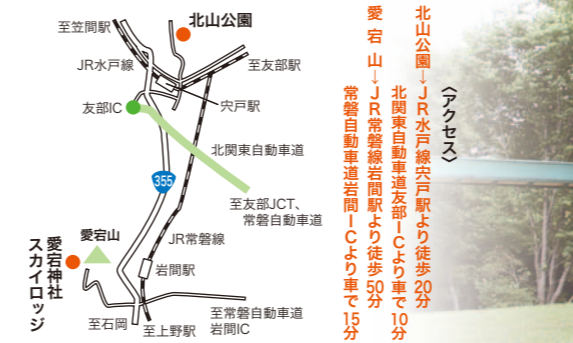 北山公園
至笠間駅
JR水戸線
至友部駅
友部IC
宍戸駅
北関東自動車道
355
至友部JCT、
常磐自動車道
愛宕山
JR常磐線
愛宕神社
スカイロッジ
岩間駅
至石岡
至上野駅
至常磐自動車道
岩間IC
〈アクセス〉
北山公園→JR水戸線宍戸駅より徒歩20分
北関東自動車道友部ICより車で10分
愛宕山→JR常磐線岩間駅より徒歩50分
常磐自動車道岩間ICより車で15分